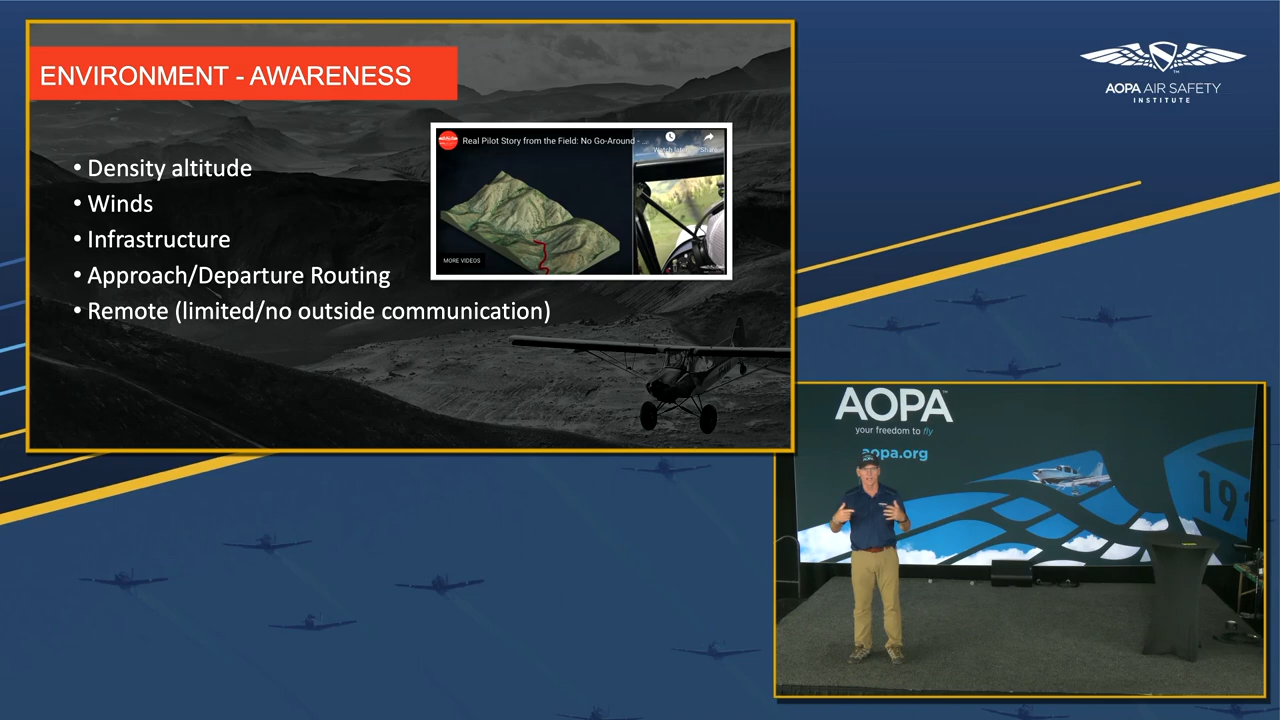 ENVIRONMENT - AWARENESS
• Density altitude
• Winds
• Infrastructure
• Approach/Departure Routing
• Remote (limited/no outside communication)
Real Pilot Story from the Field: No Go-Around - ...
Watch later
Share
MORE VIDEOS
AOPA AIR SAFETY
INSTITUTE
TM
AOPA
your freedom to fly
aopa.org
193